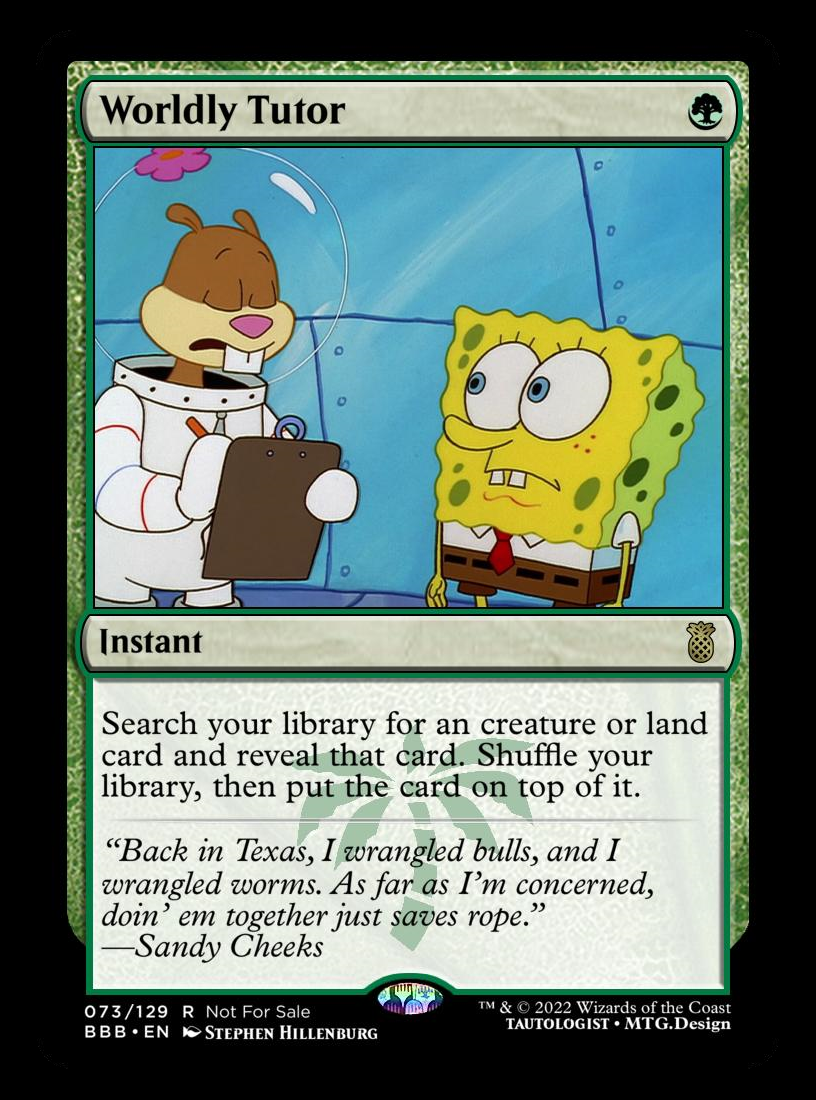 Worldly Tutor
Instant
Search your library for an creature or land
card and reveal that card. Shuffle your
library, then put the card on top of it.
“Back in Texas, I wrangled bulls, and I
wrangled worms. As far as I’m concerned,
doin’ em together just saves rope.”
—Sandy Cheeks
073/129 R Not For Sale
™ & © 2022 Wizards of the Coast
BBB • EN STEPHEN HILLENBURG
TAUTOLOGIST • MTG.Design